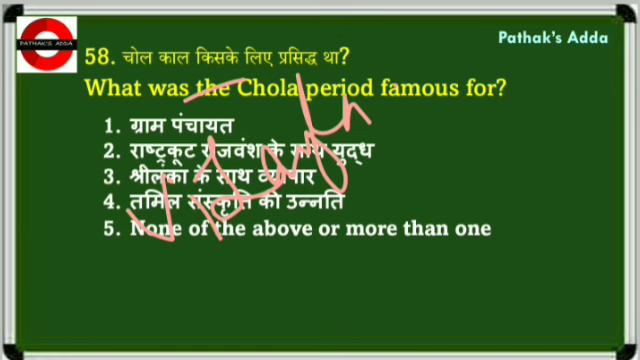 PATHAK'S ADDA
Pathak's Adda
58. चोल काल किसके लिए प्रसिद्ध था?
What was the Chola period famous for?
1. ग्राम पंचायत
2. राष्ट्रकूट राजवंश के साथ युद्ध
3. श्रीलंका के साथ व्यापार
4. तमिल संस्कृति की उन्नति
5. None of the above or more than one